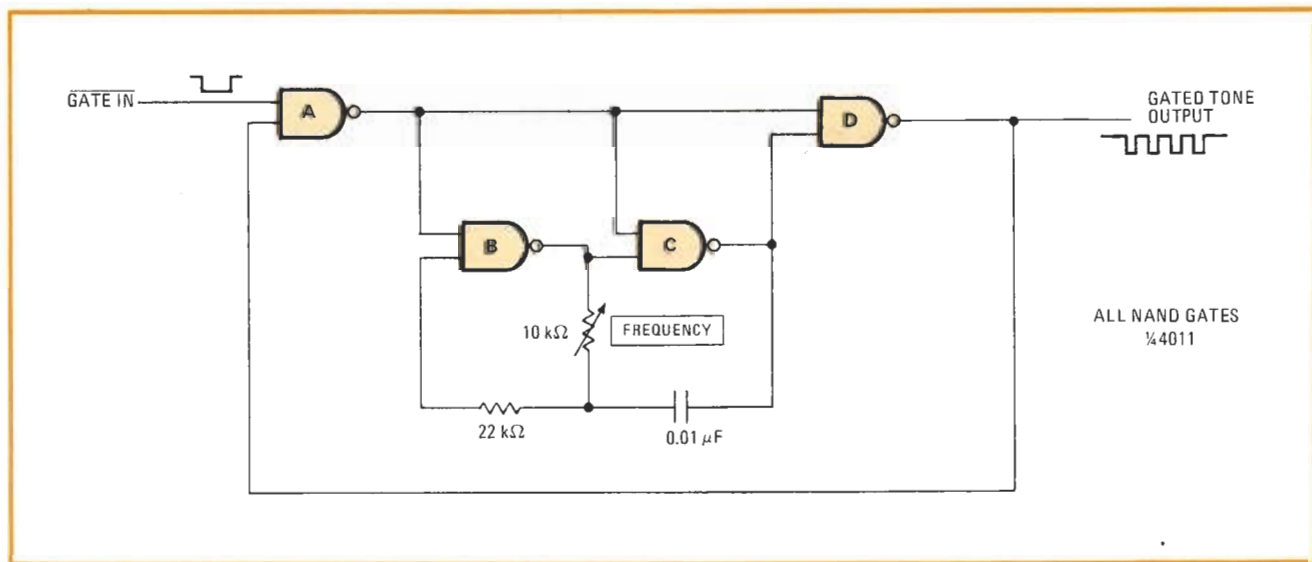 GATE IN
A
B
C
D
GATED TONE
OUTPUT
10 kΩ
FREQUENCY
22 kΩ
0.01 μF
ALL NAND GATES
¼ 4011